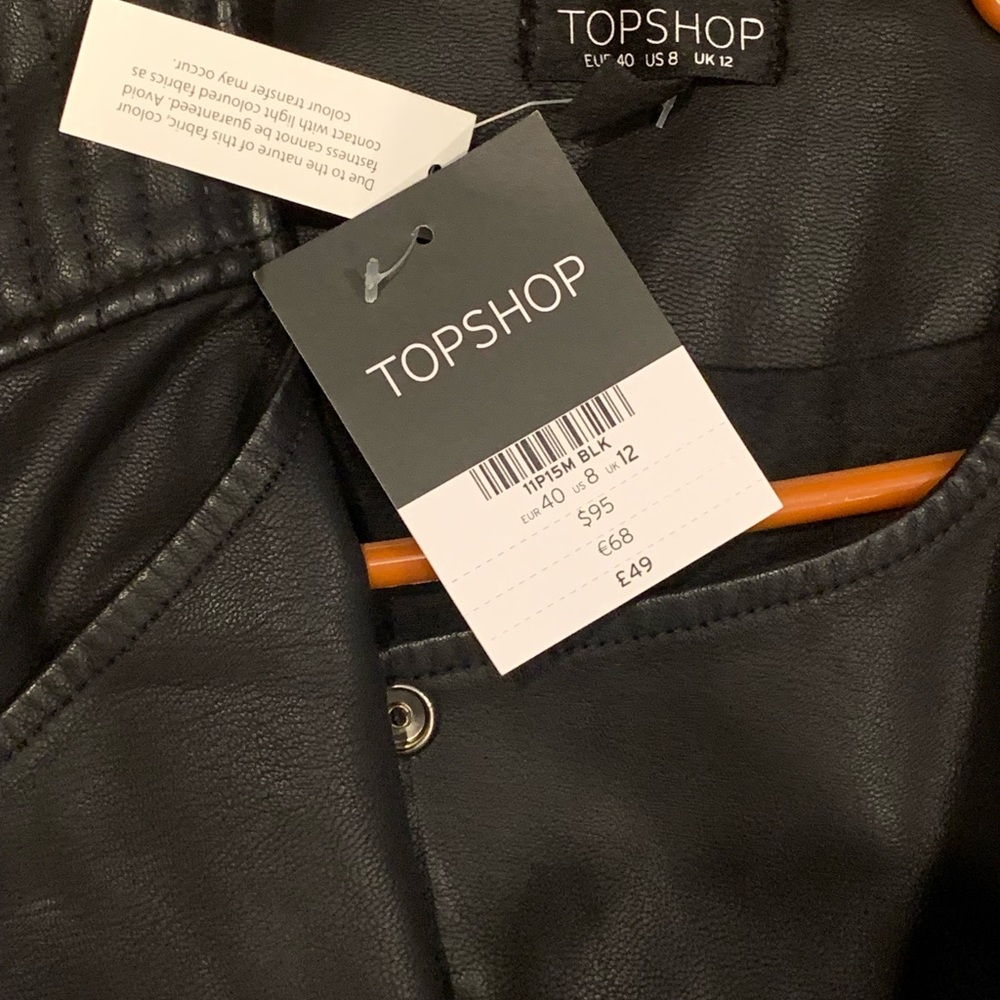 TOPSHOP
EUR 40 US 8 UK 12
Due to the nature of this fabric, colour
fastness cannot be guaranteed. Avoid
contact with light coloured fabrics as
colour transfer may occur.
TOPSHOP
11P15M BLK
EUR 40 US 8 UK 12
$95
€68
£49